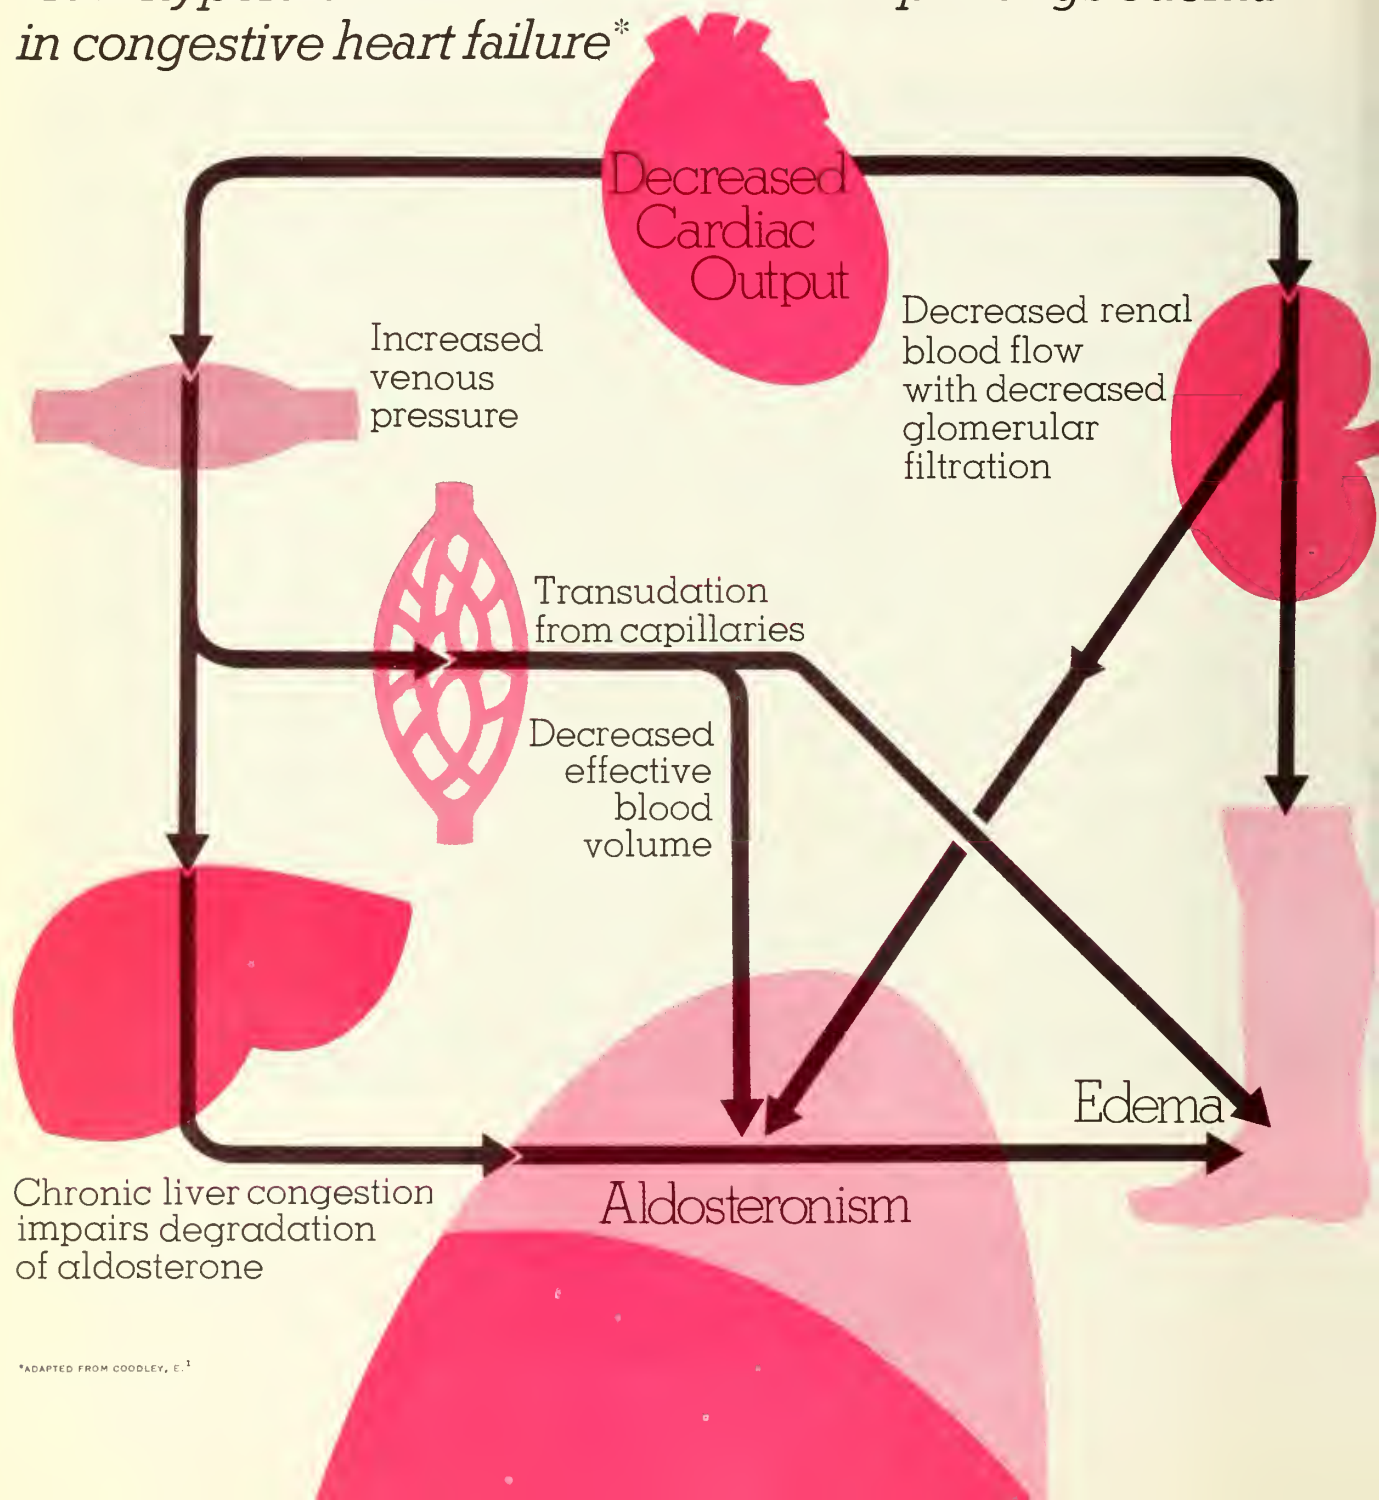 in congestive heart failure*
Decreased
Cardiac
Output
Increased
venous
pressure
Decreased renal
blood flow
with decreased
glomerular
filtration
Transudation
from capillaries
Decreased
effective
blood
volume
Edema
Chronic liver congestion
impairs degradation
of aldosterone
Aldosteronism
*ADAPTED FROM COODLEY, E.1